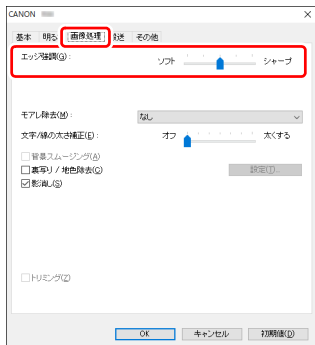 CANON
基本 明る 画像処理 送 その他
エッジ強調(G) : ソフト シャープ
モアレ除去(M) : なし
文字/線の太さ補正(E) : オフ 太くする
背景スムージング(A)
裏写り / 地色除去(C) 設定(I)...
影消し(S)
トリミング(Z)
OK キャンセル 初期値(D)